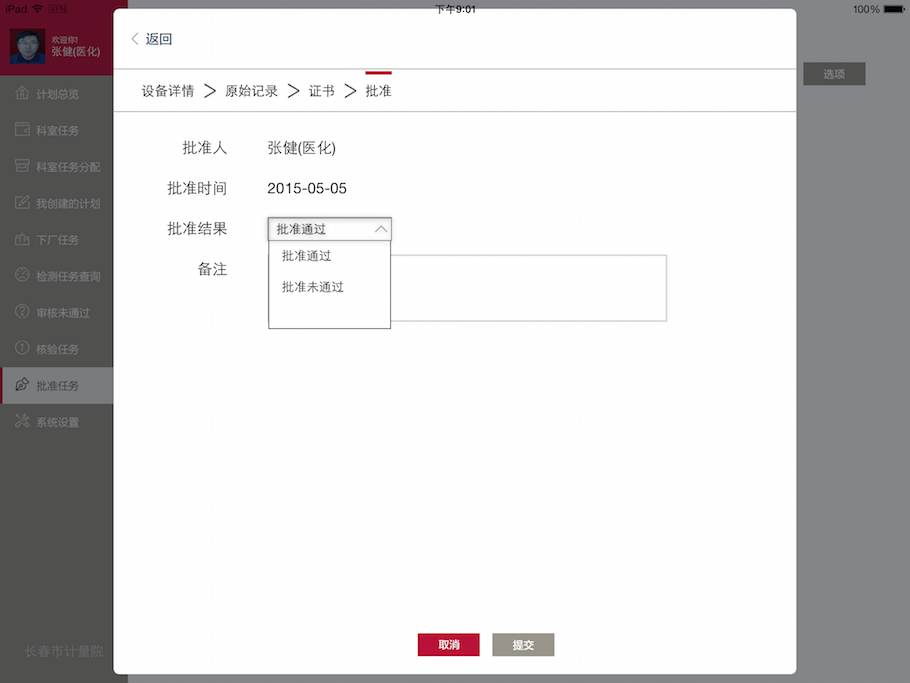 iPad VPN 下午9:01 100%
欢迎你!
张健(医化)
计划总览
科室任务
科室任务分配
我创建的计划
下厂任务
检测任务查询
审核未通过
核验任务
批准任务
系统设置
长春市计量院
返回
设备详情 > 原始记录 > 证书 > 批准
批准人 张健(医化)
批准时间 2015-05-05
批准结果 批准通过
批准通过
批准未通过
备注
取消 提交
选项